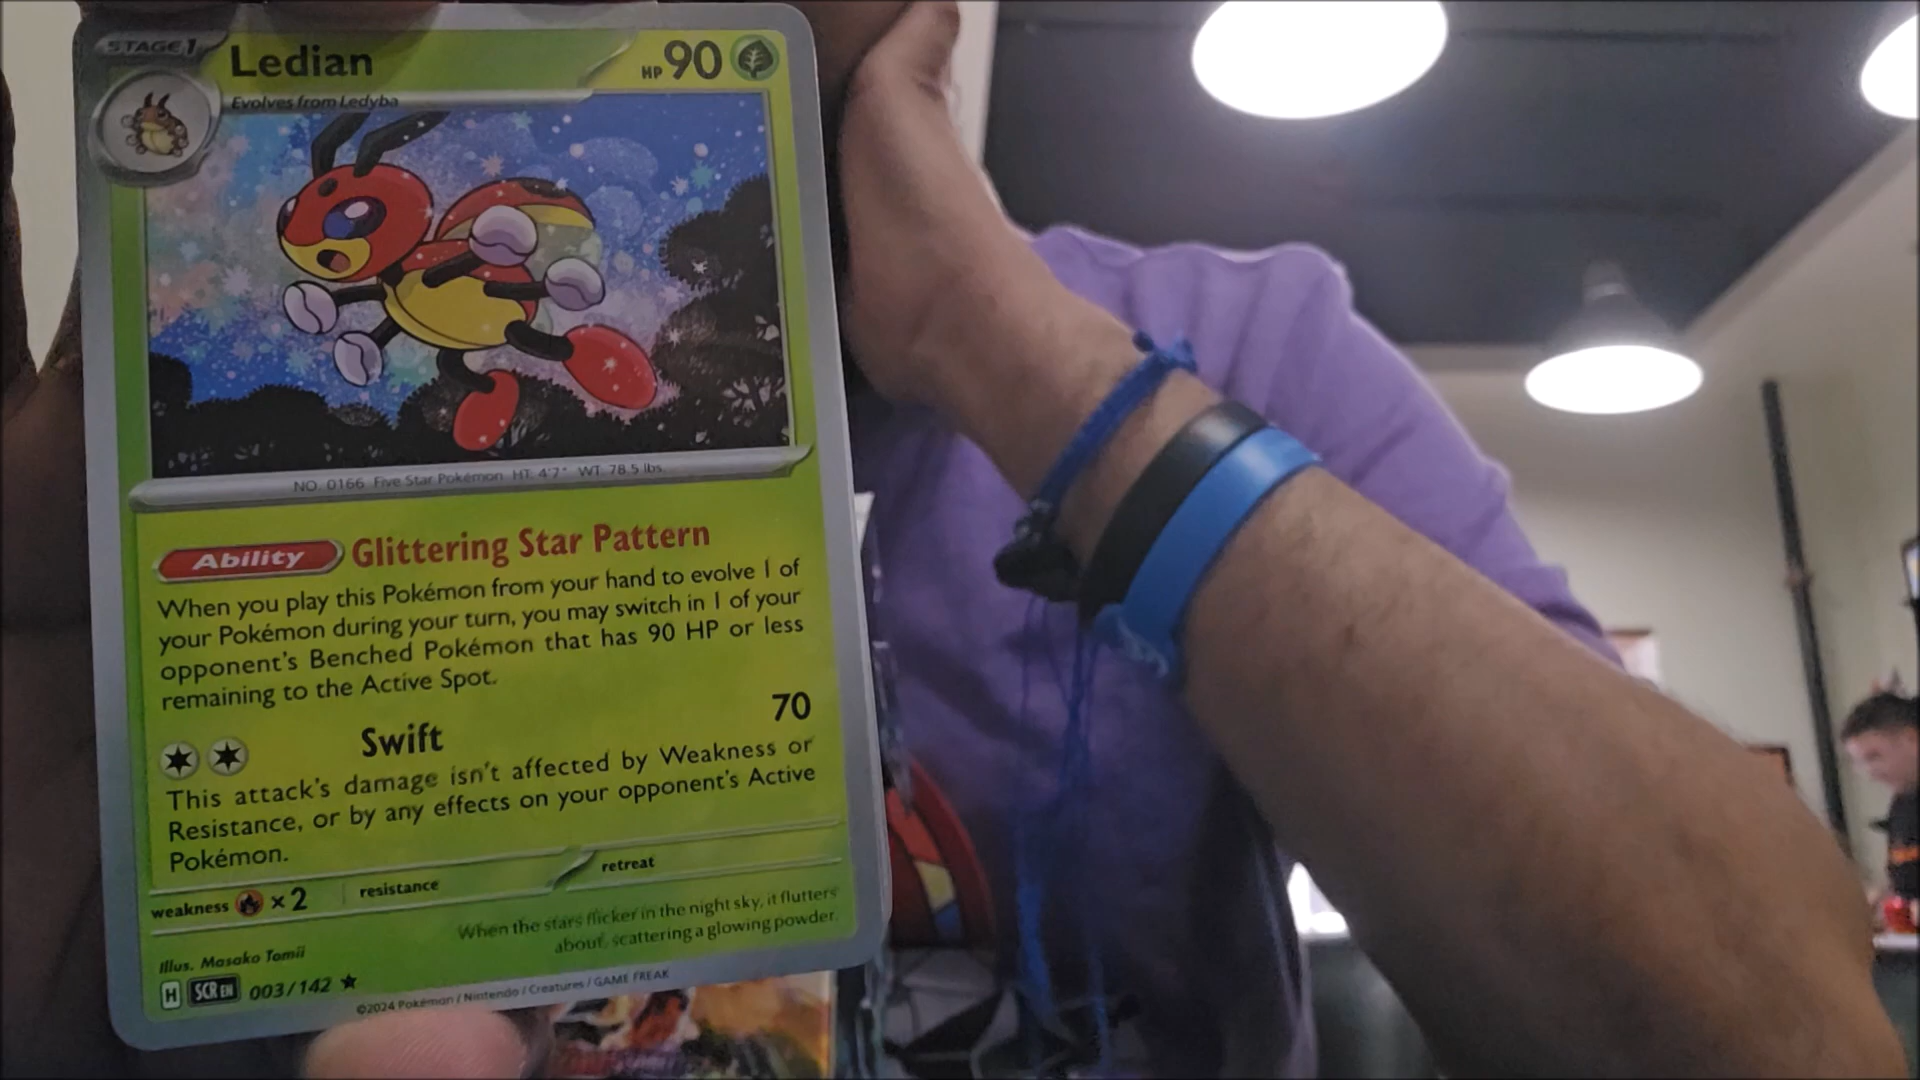 STAGE 1
Ledian
HP 90
Evolves from Ledyba
NO. 0166 Five Star Pokémon HT: 4'7" WT: 78.5 lbs.
Ability Glittering Star Pattern
When you play this Pokémon from your hand to evolve 1 of
your Pokémon during your turn, you may switch in 1 of your
opponent's Benched Pokémon that has 90 HP or less
remaining to the Active Spot.
Swift 70
This attack's damage isn't affected by Weakness or
Resistance, or by any effects on your opponent's Active
Pokémon.
weakness ×2 resistance retreat
When the stars flicker in the night sky, it flutters
about, scattering a glowing powder.
Illus. Masako Tomii
H SCR EN 003/142 ★
©2024 Pokémon / Nintendo / Creatures / GAME FREAK